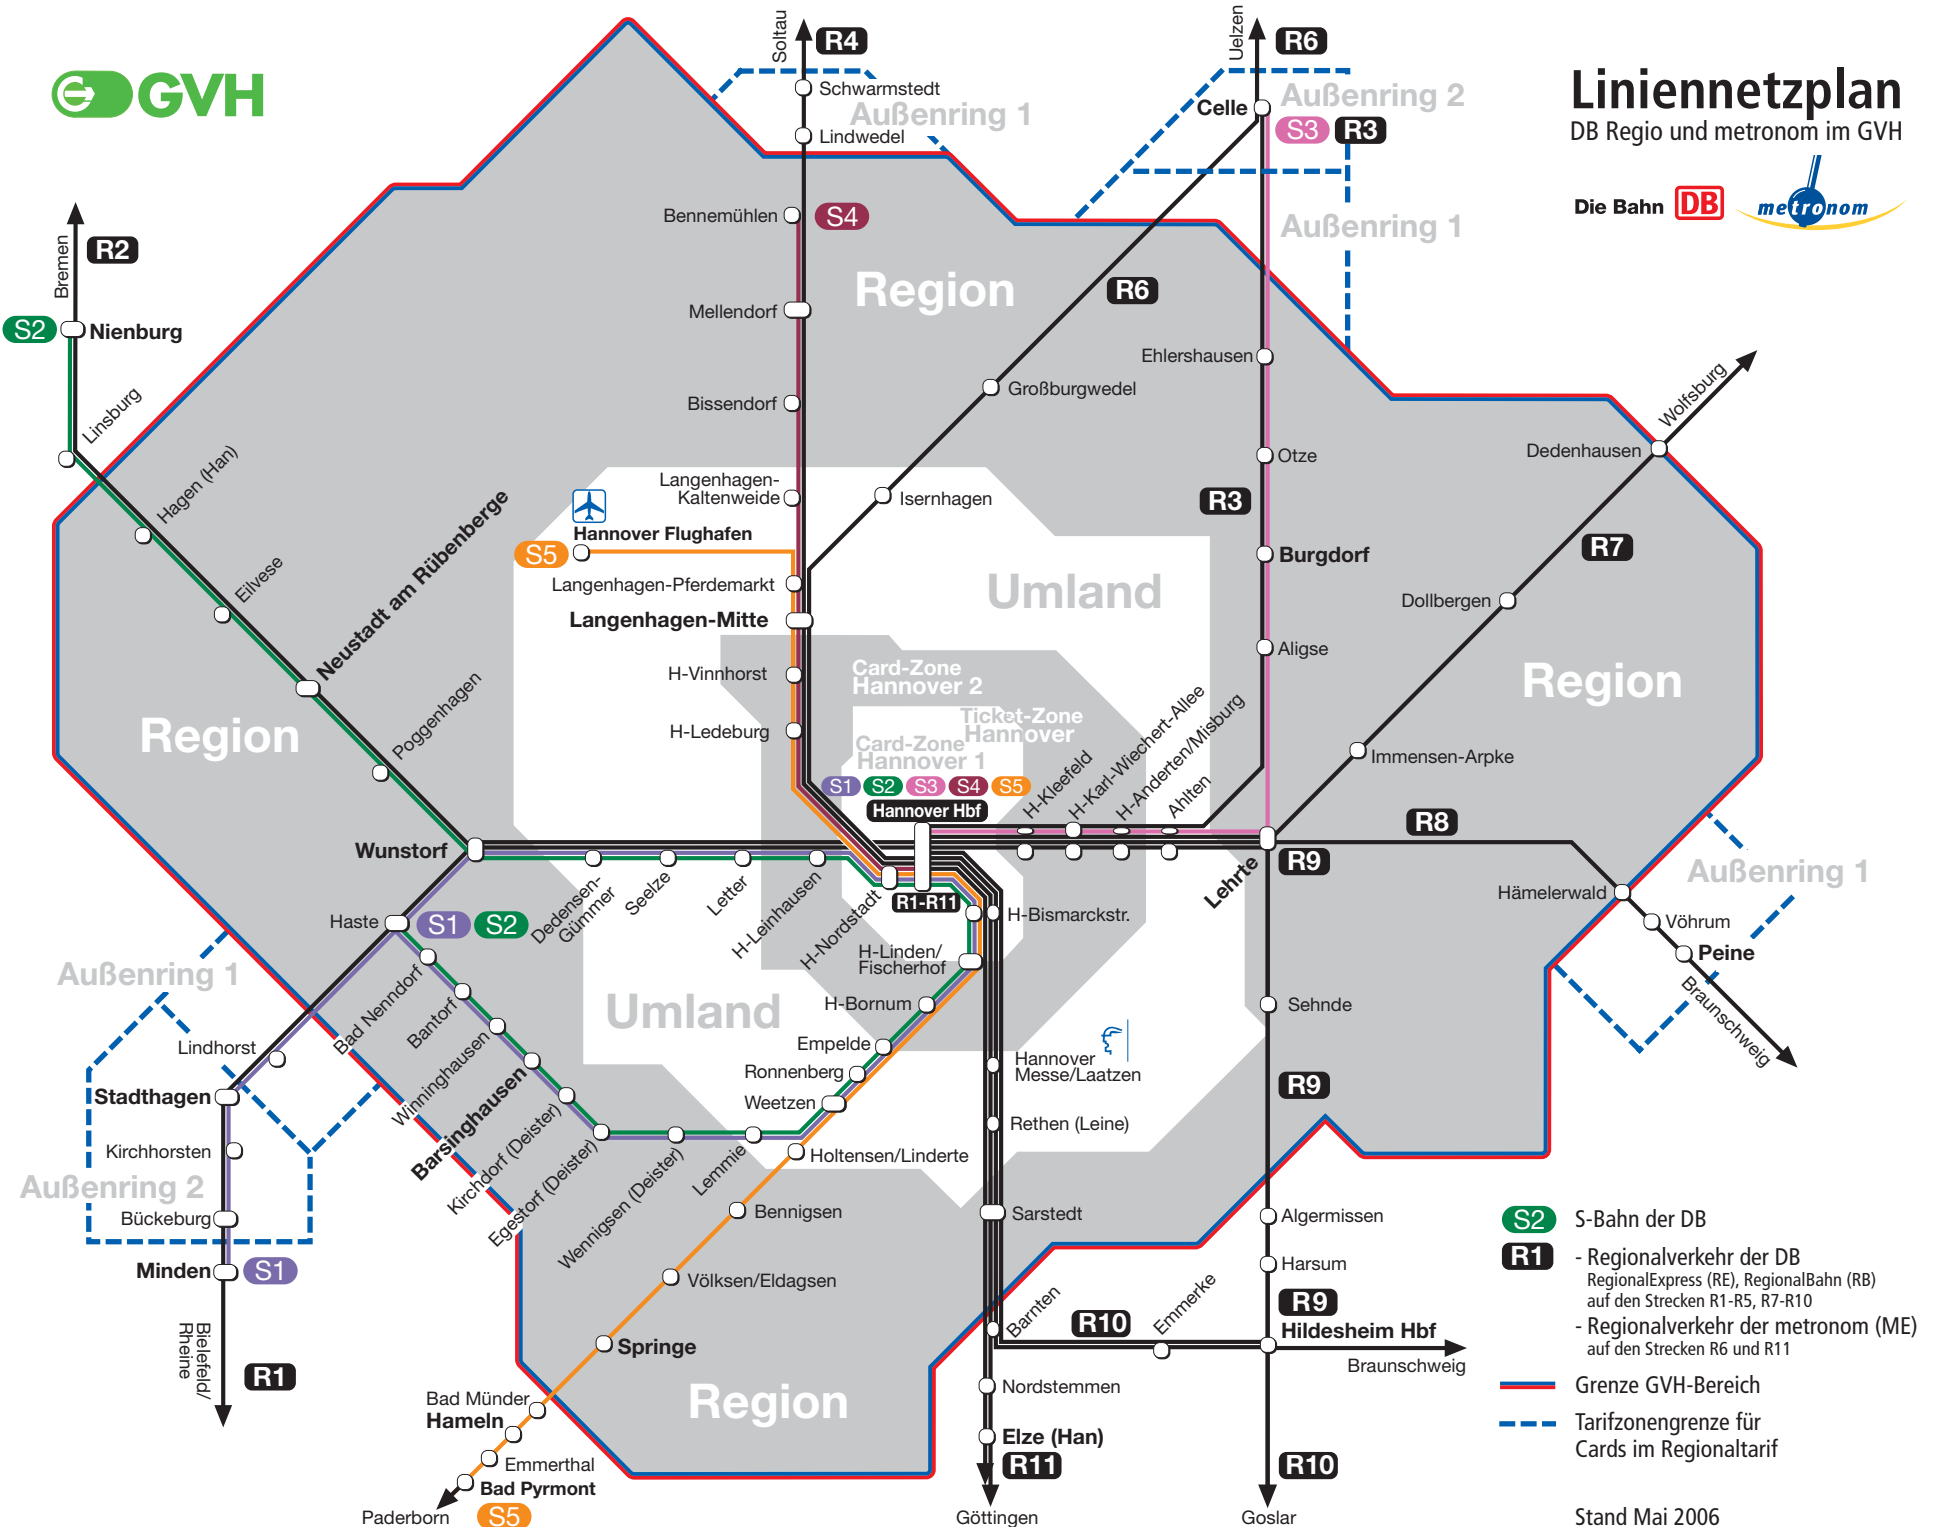 GVH
Liniennetzplan
DB Regio und metronom im GVH
Die Bahn DB
metronom
Soltau
R4
Schwarmstedt
Außenring 1
Lindwedel
Uelzen
R6
Celle
Außenring 2
S3 R3
Außenring 1
Bennemühlen
S4
Region
Mellendorf
R6
Bissendorf
Großburgwedel
Ehlershausen
Otze
R3
Burgdorf
Aligse
Bremen
R2
S2
Nienburg
Linsburg
Hagen (Han)
Eilvese
Neustadt am Rübenberge
Poggenhagen
Region
Wunstorf
Langenhagen-
Kaltenweide
Isernhagen
Hannover Flughafen
S5
Langenhagen-Pferdemarkt
Langenhagen-Mitte
Umland
H-Vinnhorst
H-Ledeburg
Card-Zone
Hannover 2
Ticket-Zone
Hannover
Card-Zone
Hannover 1
S1 S2 S3 S4 S5
Hannover Hbf
R1-R11
H-Kleefeld
H-Karl-Wiechert-Allee
H-Anderten/Misburg
Ahlten
Wolfsburg
Dedenhausen
R7
Dollbergen
Region
Immensen-Arpke
R8
Lehrte
R9
Hämelerwald
Außenring 1
Vöhrum
Peine
Braunschweig
Haste
S1 S2
Dedensen-
Gümmer
Seelze
Letter
H-Leinhausen
H-Nordstadt
H-Bismarckstr.
H-Linden/
Fischerhof
H-Bornum
Empelde
Ronnenberg
Weetzen
Umland
Hannover
Messe/Laatzen
Rethen (Leine)
Sehnde
R9
Außenring 1
Lindhorst
Stadthagen
Kirchhorsten
Außenring 2
Bückeburg
Minden
S1
Bielefeld/
Rheine
R1
Bad Nenndorf
Bantorf
Winninghausen
Barsinghausen
Kirchdorf (Deister)
Egestorf (Deister)
Wennigsen (Deister)
Lemmie
Holtensen/Linderte
Bennigsen
Völksen/Eldagsen
Springe
Bad Münder
Hameln
Emmerthal
Bad Pyrmont
Paderborn
S5
Region
Sarstedt
Algermissen
Harsum
R9
Hildesheim Hbf
Barnten
R10
Emmerke
Braunschweig
Nordstemmen
Elze (Han)
R11
Göttingen
R10
Goslar
S2
S-Bahn der DB
R1
- Regionalverkehr der DB
RegionalExpress (RE), RegionalBahn (RB)
auf den Strecken R1-R5, R7-R10
- Regionalverkehr der metronom (ME)
auf den Strecken R6 und R11
Grenze GVH-Bereich
Tarifzonengrenze für
Cards im Regionaltarif
Stand Mai 2006